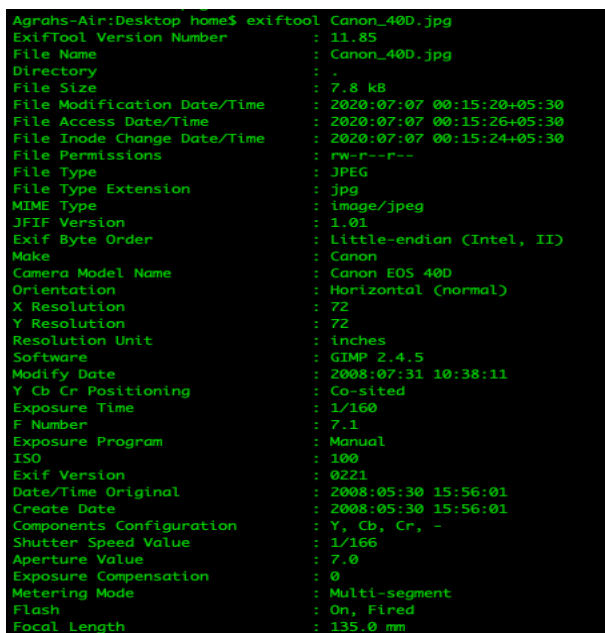 Agrahs-Air:Desktop home$ exiftool Canon_40D.jpg
ExifTool Version Number : 11.85
File Name : Canon_40D.jpg
Directory : .
File Size : 7.8 kB
File Modification Date/Time : 2020:07:07 00:15:20+05:30
File Access Date/Time : 2020:07:07 00:15:26+05:30
File Inode Change Date/Time : 2020:07:07 00:15:24+05:30
File Permissions : rw-r--r--
File Type : JPEG
File Type Extension : jpg
MIME Type : image/jpeg
JFIF Version : 1.01
Exif Byte Order : Little-endian (Intel, II)
Make : Canon
Camera Model Name : Canon EOS 40D
Orientation : Horizontal (normal)
X Resolution : 72
Y Resolution : 72
Resolution Unit : inches
Software : GIMP 2.4.5
Modify Date : 2008:07:31 10:38:11
Y Cb Cr Positioning : Co-sited
Exposure Time : 1/160
F Number : 7.1
Exposure Program : Manual
ISO : 100
Exif Version : 0221
Date/Time Original : 2008:05:30 15:56:01
Create Date : 2008:05:30 15:56:01
Components Configuration : Y, Cb, Cr, -
Shutter Speed Value : 1/166
Aperture Value : 7.0
Exposure Compensation : 0
Metering Mode : Multi-segment
Flash : On, Fired
Focal Length : 135.0 mm